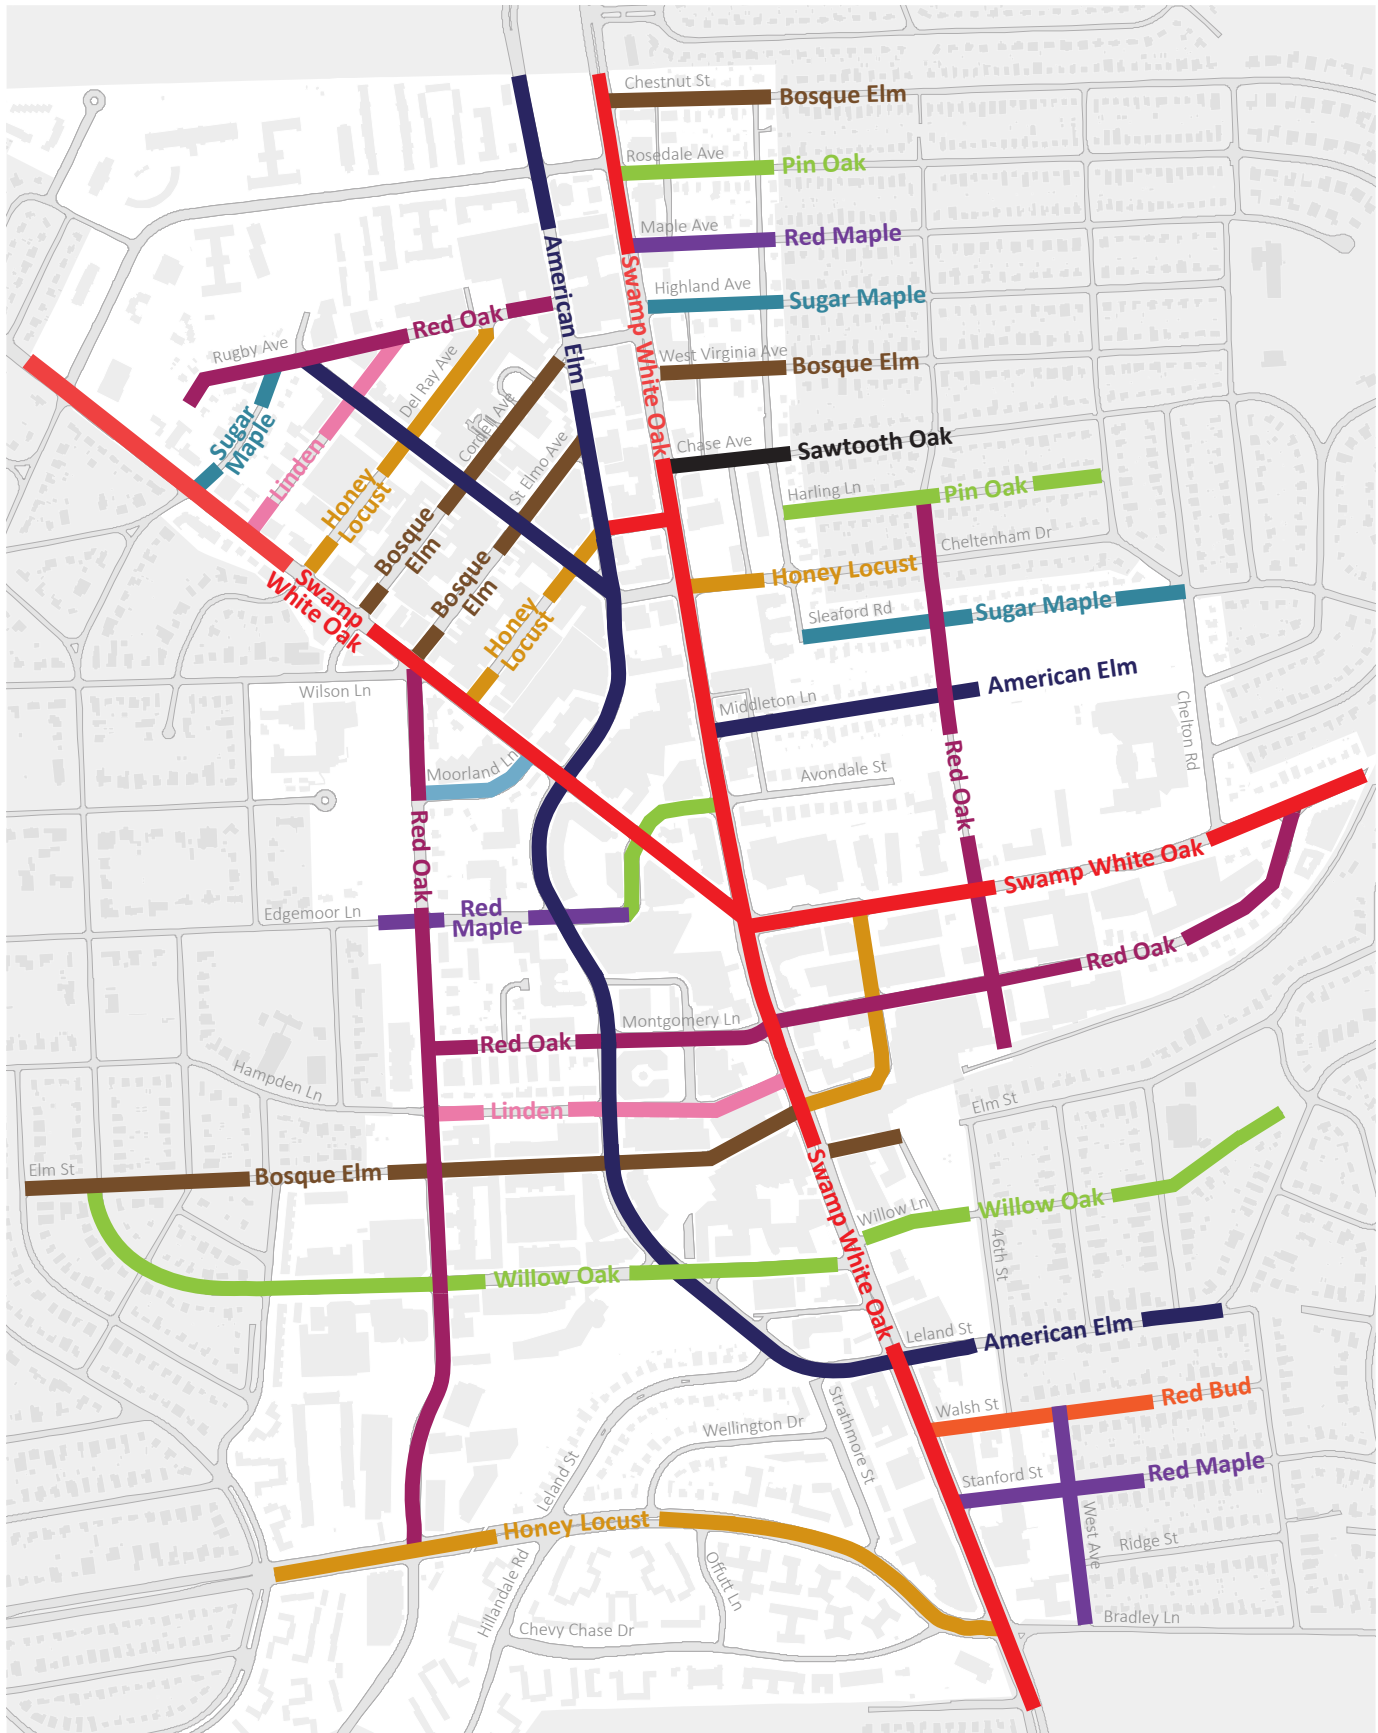 Chestnut St
Bosque Elm
Rosedale Ave
Pin Oak
Maple Ave
Red Maple
American Elm
Swamp White Oak
Highland Ave
Sugar Maple
Red Oak
Rugby Ave
West Virginia Ave
Bosque Elm
Del Ray Ave
Cordell Ave
St Elmo Ave
Chase Ave
Sawtooth Oak
Sugar
Maple
Linden
Honey
Locust
Harling Ln
Pin Oak
Bosque
Elm
Bosque
Elm
Cheltenham Dr
Honey Locust
Swamp
White Oak
Honey
Locust
Sleaford Rd
Sugar Maple
Wilson Ln
American Elm
Middleton Ln
Chelton Rd
Moorland Ln
Avondale St
Red Oak
Red Oak
Swamp White Oak
Edgemoor Ln
Red
Maple
Red Oak
Montgomery Ln
Red Oak
Hampden Ln
Linden
Elm St
Elm St
Bosque Elm
Swamp White Oak
Willow Ln
Willow Oak
46th St
Willow Oak
Leland St
American Elm
Walsh St
Red Bud
Strathmore St
Wellington Dr
Leland St
Stanford St
Red Maple
Honey Locust
West Ave
Ridge St
Hillandale Rd
Offutt Ln
Bradley Ln
Chevy Chase Dr